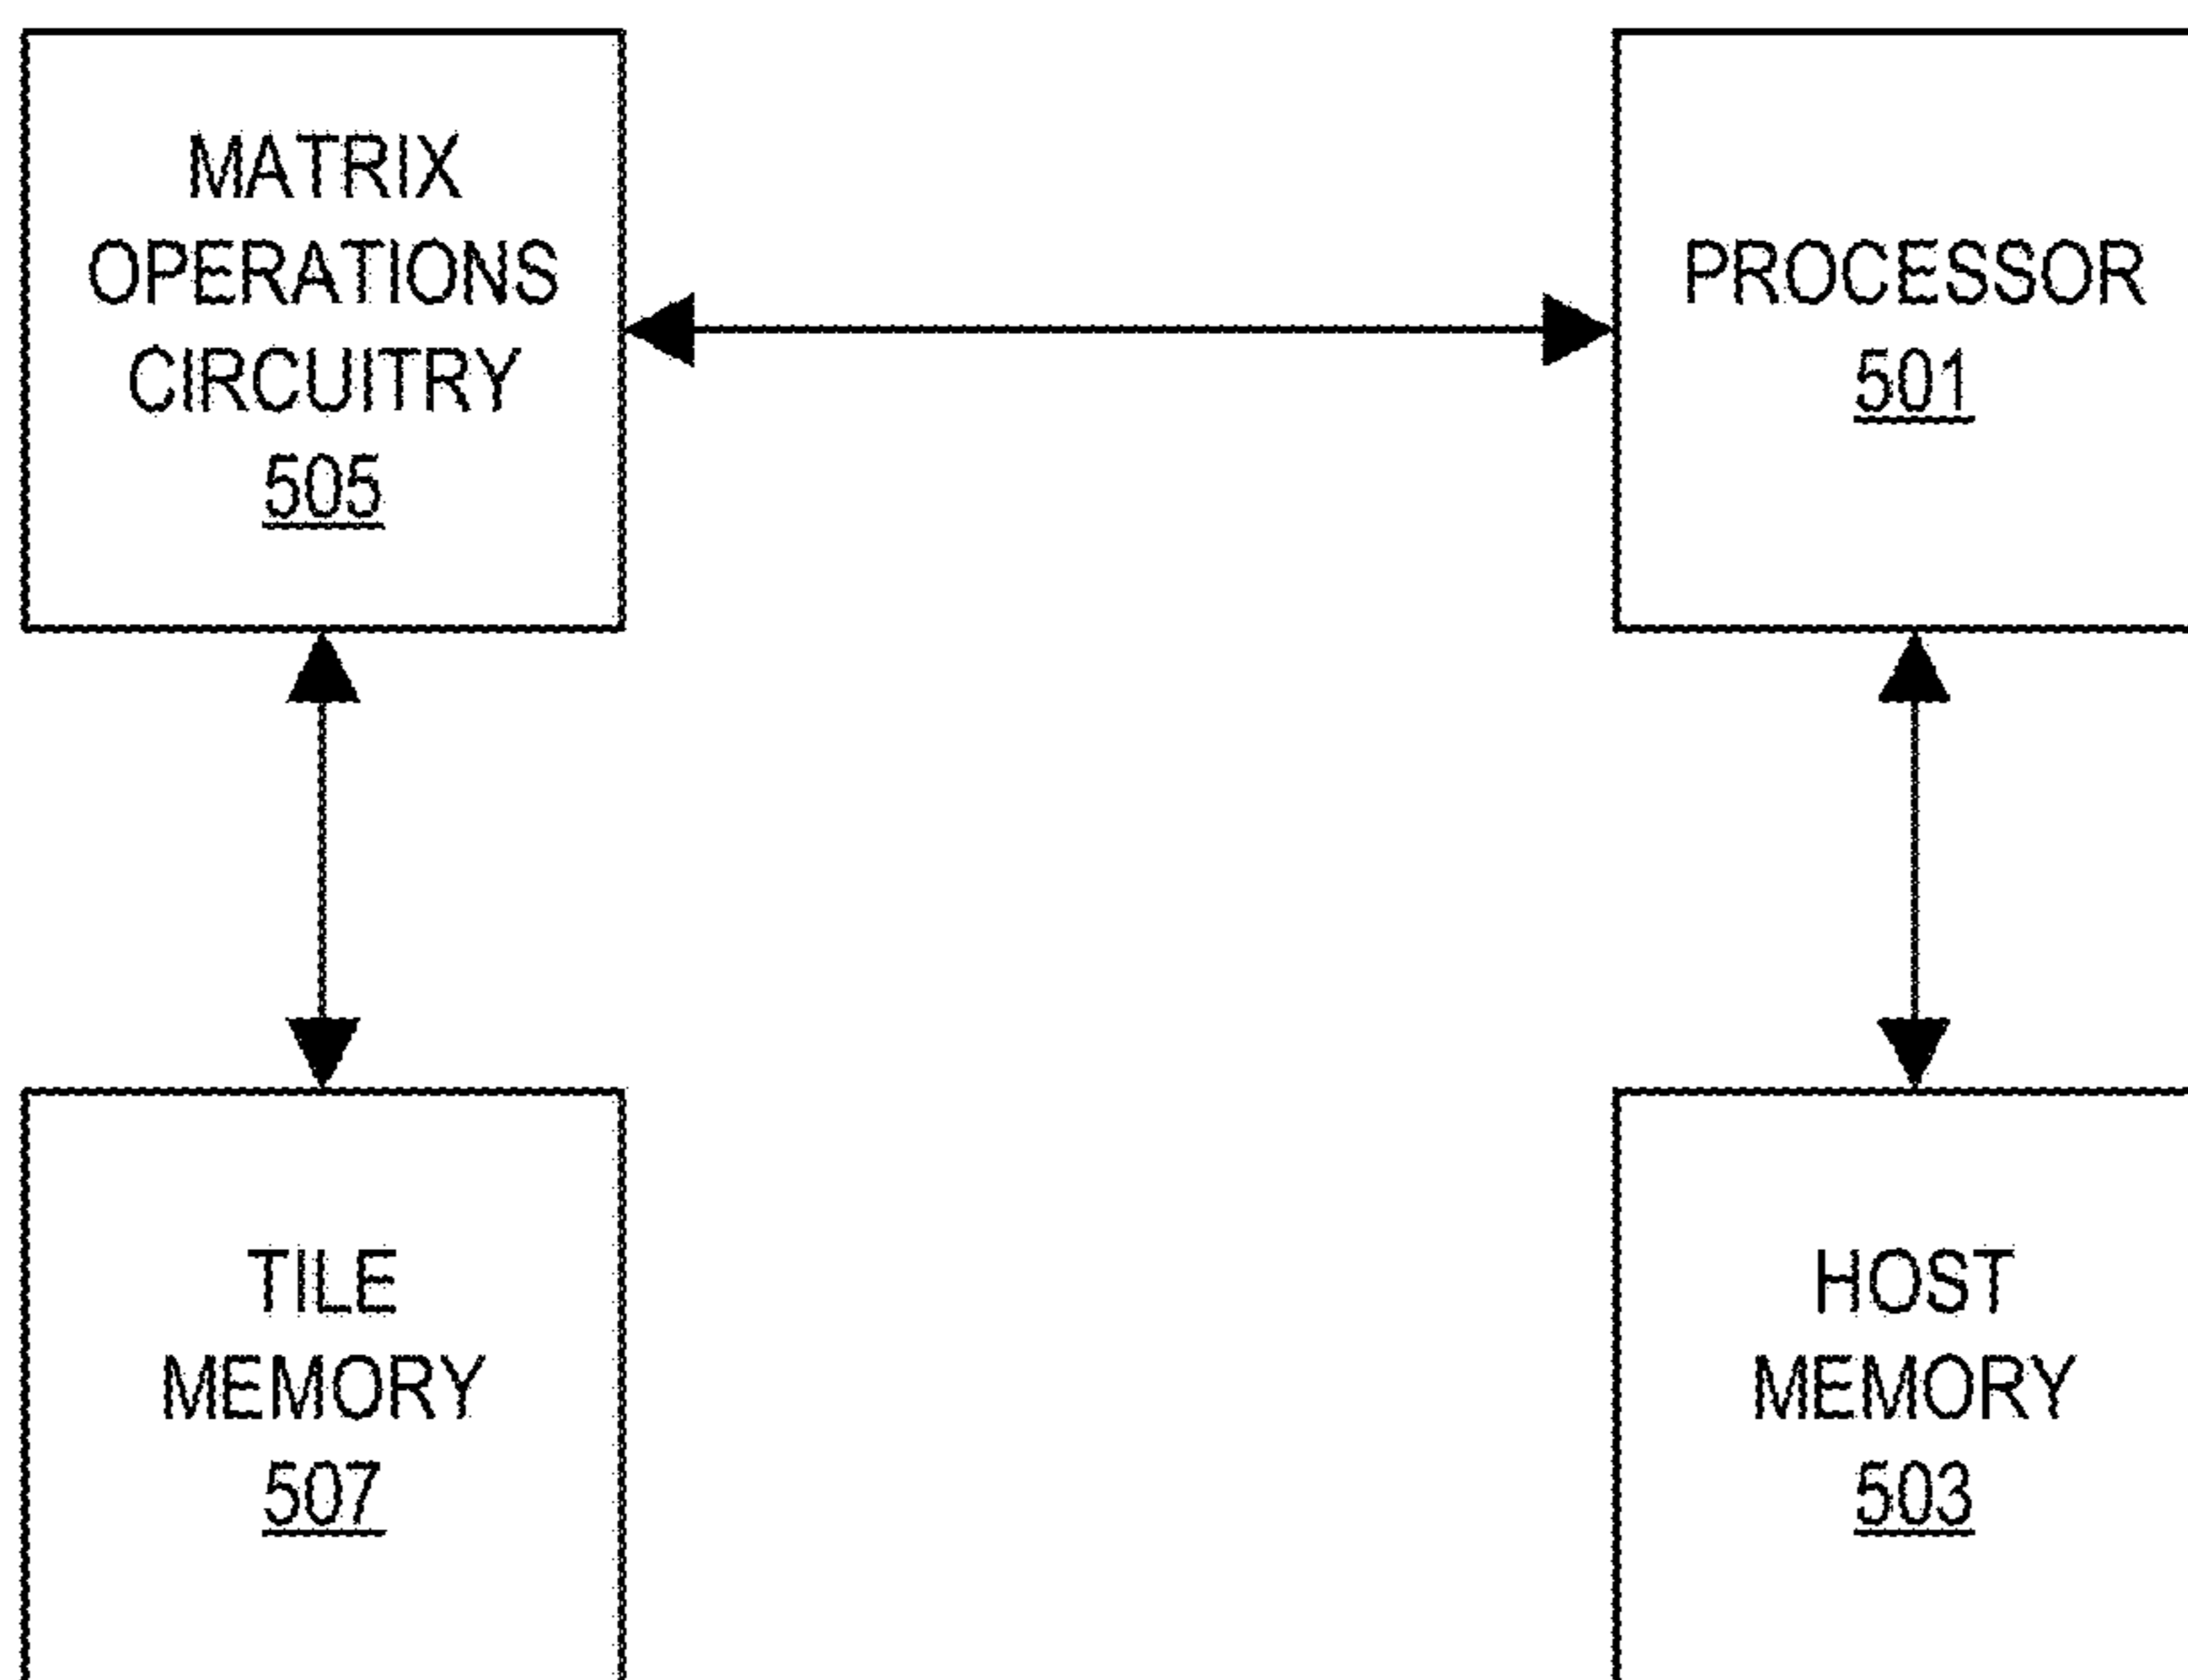 MATRIX
OPERATIONS
CIRCUITRY
505
PROCESSOR
501
TILE
MEMORY
507
HOST
MEMORY
503